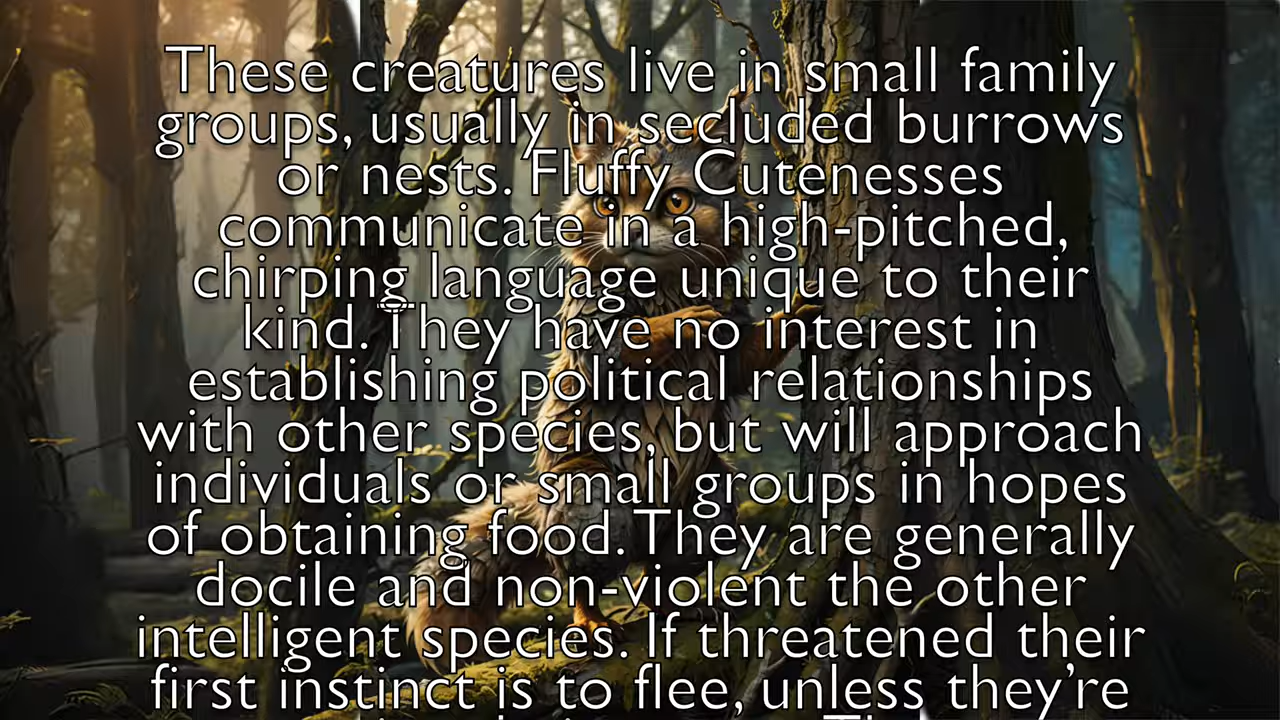 These creatures live in small family
groups, usually in secluded burrows
or nests. Fluffy Cutenesses
communicate in a high-pitched,
chirping language unique to their
kind. They have no interest in
establishing political relationships
with other species, but will approach
individuals or small groups in hopes
of obtaining food. They are generally
docile and non-violent the other
intelligent species. If threatened their
first instinct is to flee, unless they’re